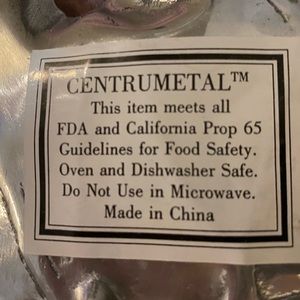 CENTRUMETAL™
This item meets all
FDA and California Prop 65
Guidelines for Food Safety.
Oven and Dishwasher Safe.
Do Not Use in Microwave.
Made in China